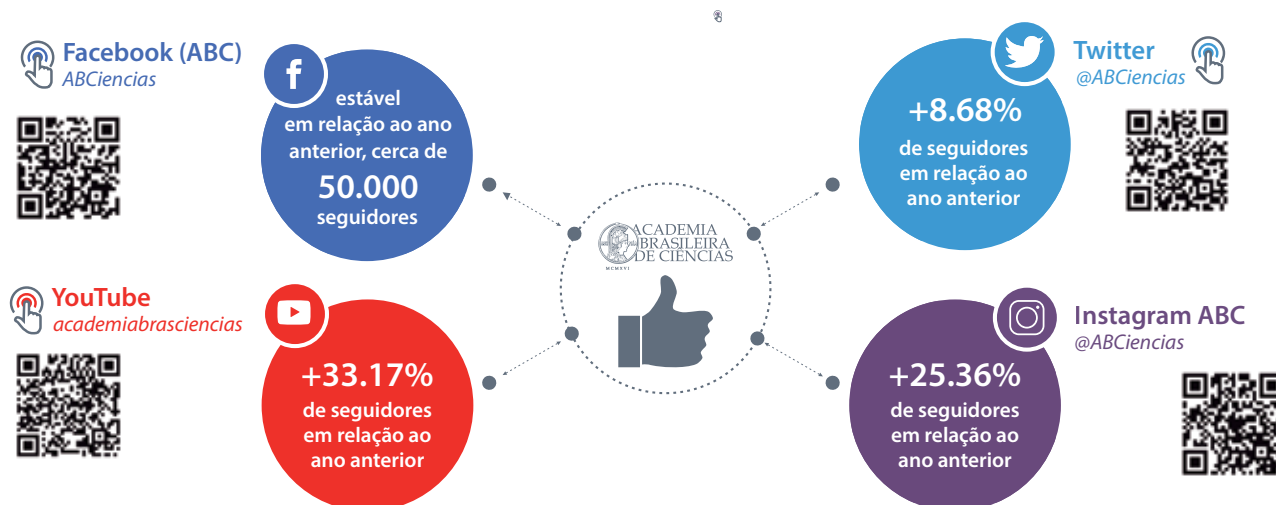 Facebook (ABC)
ABCiencias
estável
em relação ao ano
anterior, cerca de
50.000
seguidores
Twitter
@ABCiencias
+8.68%
de seguidores
em relação ao
ano anterior
ACADEMIA
BRASILEIRA
DE CIÊNCIAS
MCMXVI
YouTube
academiabrasciencias
+33.17%
de seguidores
em relação ao
ano anterior
Instagram ABC
@ABCiencias
+25.36%
de seguidores
em relação ao
ano anterior